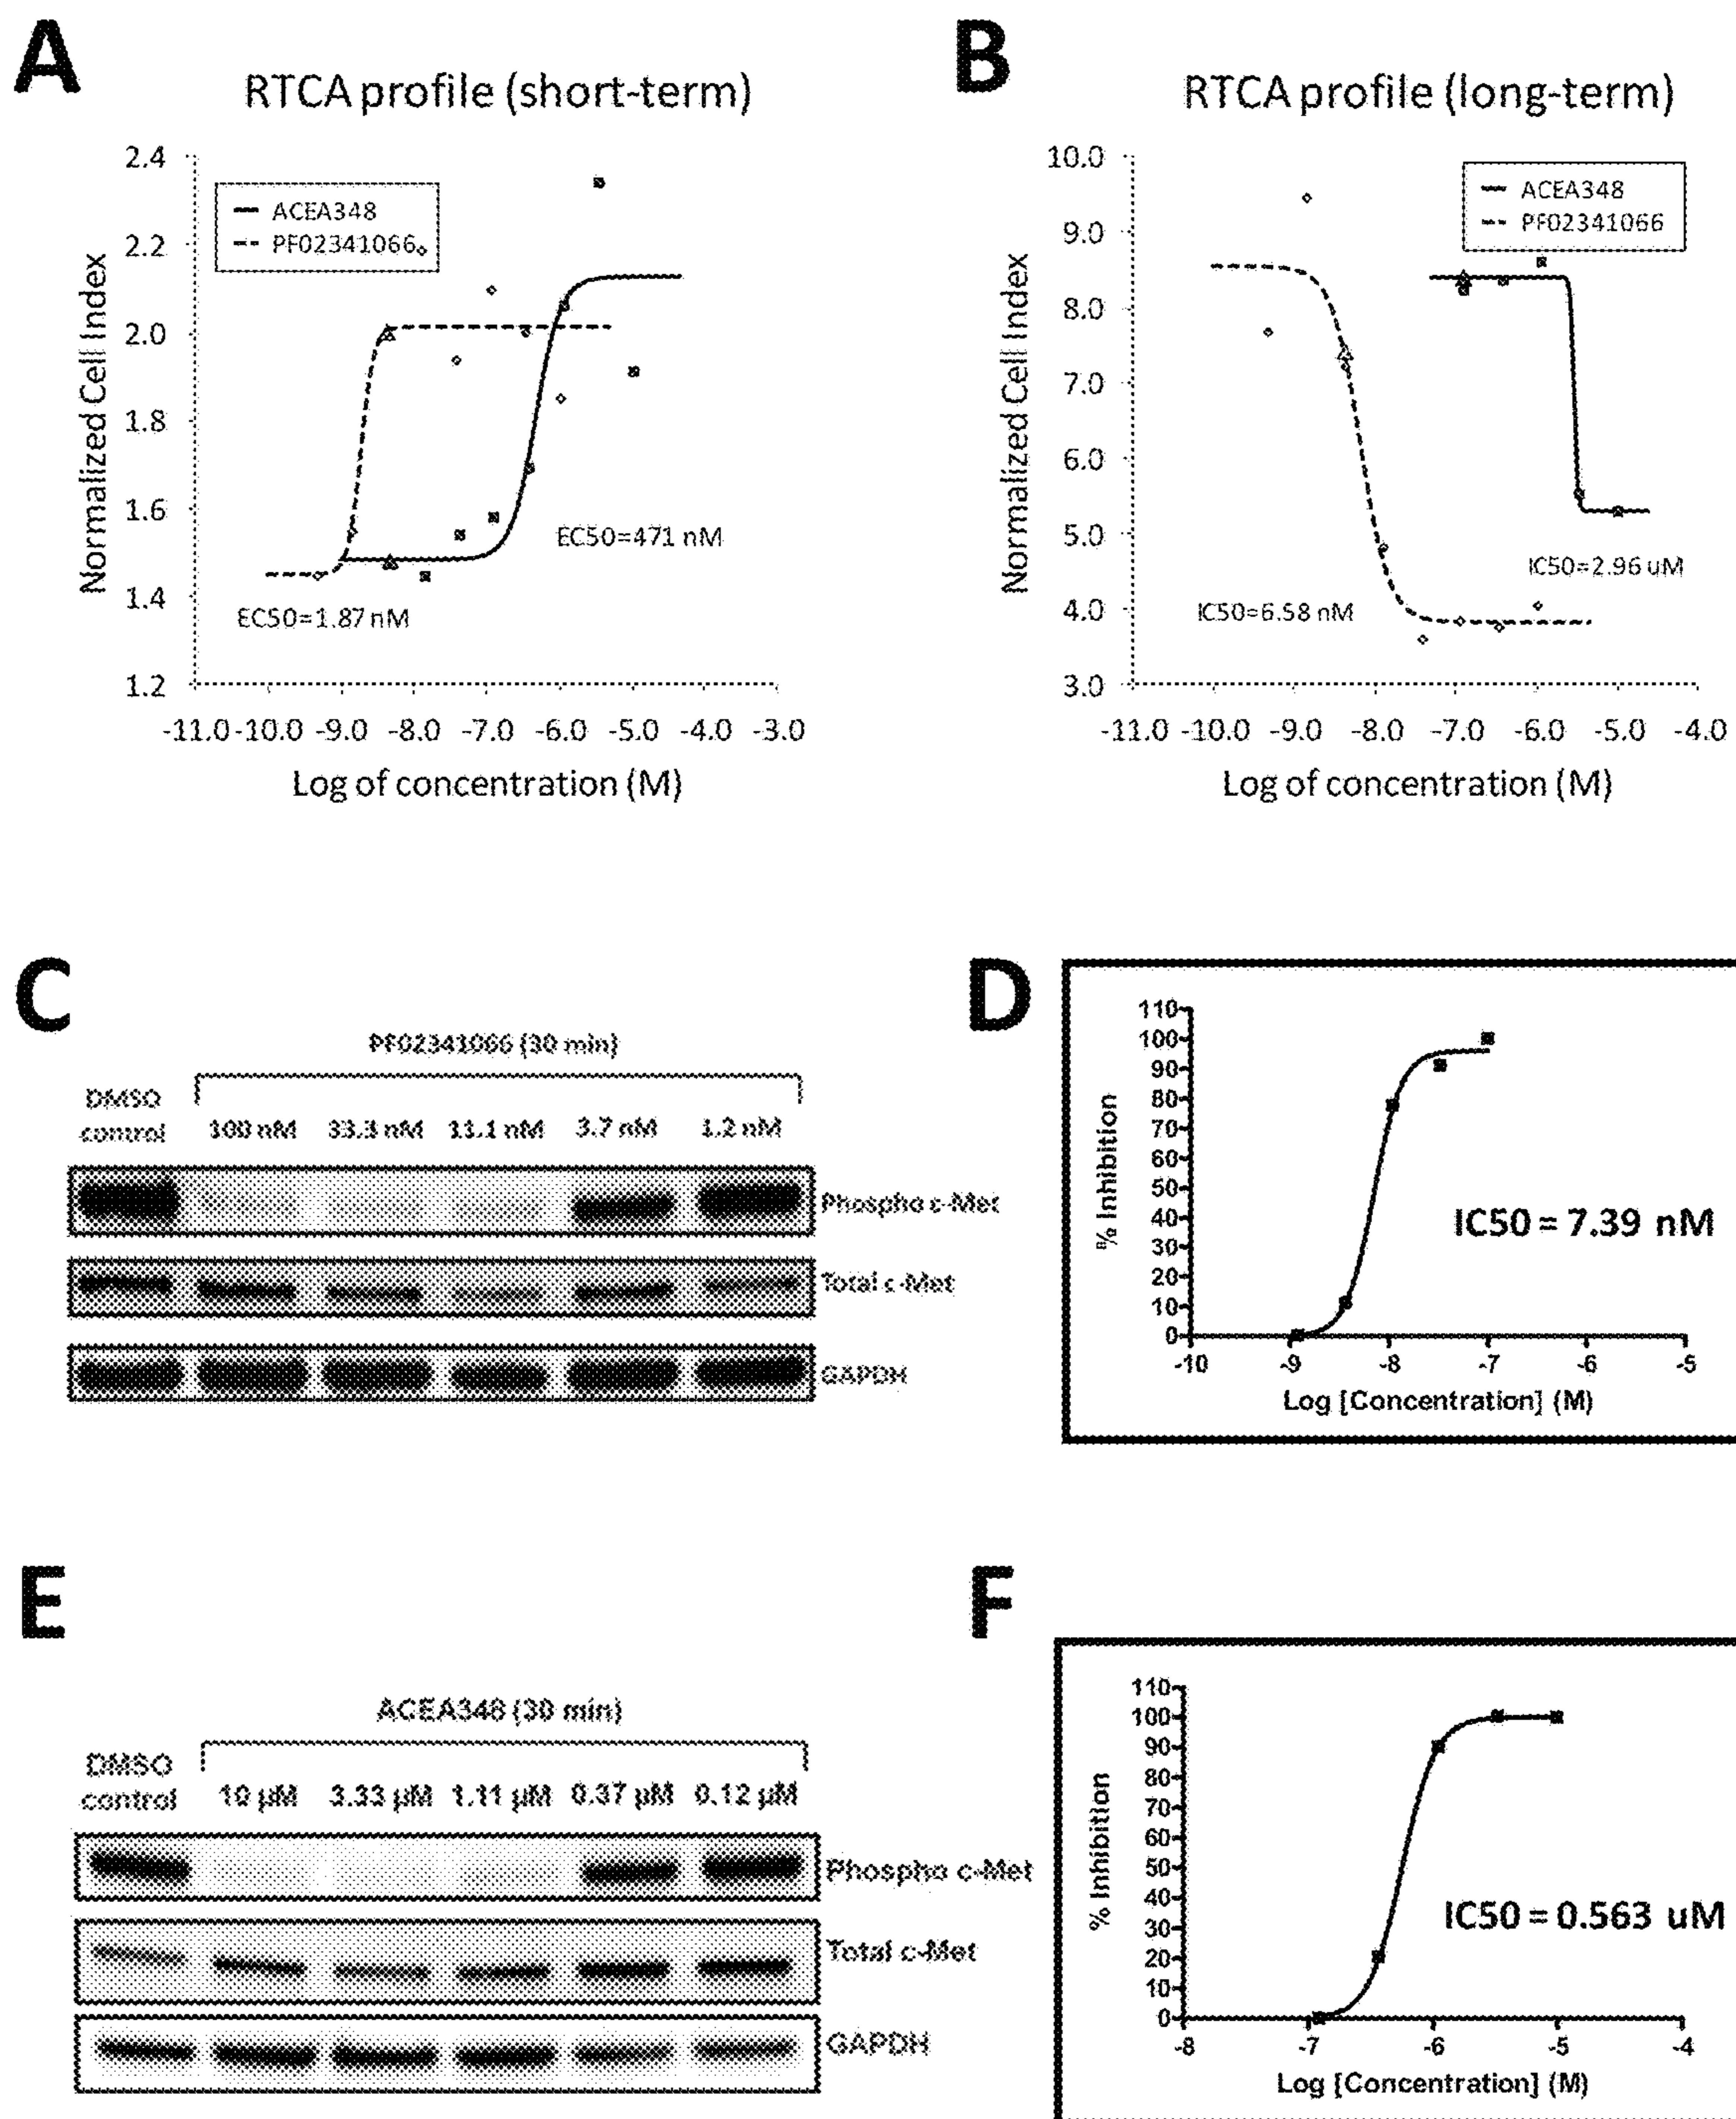 A
RTCA profile (short-term)
2.4
2.2
2.0
1.8
1.6
1.4
1.2
Normalized Cell Index
ACEA348
PF02341066
EC50=471 nM
EC50=1.87 nM
-11.0 -10.0 -9.0 -8.0 -7.0 -6.0 -5.0 -4.0 -3.0
Log of concentration (M)
B
RTCA profile (long-term)
10.0
9.0
8.0
7.0
6.0
5.0
4.0
3.0
Normalized Cell Index
ACEA348
PF02341066
IC50=2.96 uM
IC50=6.58 nM
-11.0 -10.0 -9.0 -8.0 -7.0 -6.0 -5.0 -4.0
Log of concentration (M)
C
PF02341066 (30 min)
DMSO
control
100 nM 33.3 nM 11.1 nM 3.7 nM 1.2 nM
Phospho c-Met
Total c-Met
GAPDH
D
110
100
90
80
70
60
50
40
30
20
10
0
% Inhibition
IC50 = 7.39 nM
-10 -9 -8 -7 -6 -5
Log [Concentration] (M)
E
ACEA348 (30 min)
DMSO
control
10 µM 3.33 µM 1.11 µM 0.37 µM 0.12 µM
Phospho c-Met
Total c-Met
GAPDH
F
110
100
90
80
70
60
50
40
30
20
10
0
% Inhibition
IC50 = 0.563 uM
-8 -7 -6 -5 -4
Log [Concentration] (M)